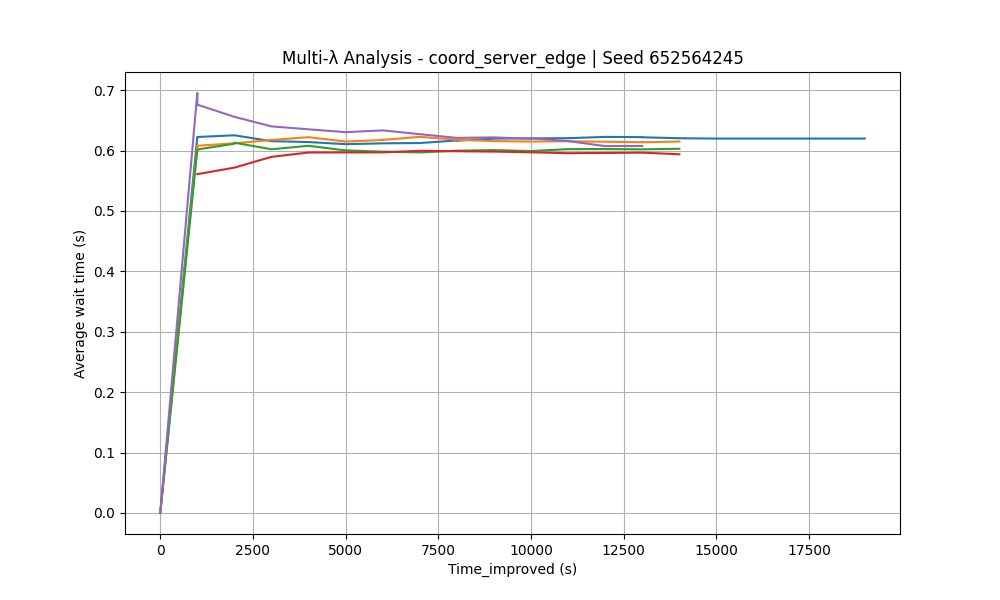 Multi-λ Analysis - coord_server_edge | Seed 652564245
0.7
0.6
0.5
0.4
0.3
0.2
0.1
0.0
Average wait time (s)
0 2500 5000 7500 10000 12500 15000 17500
Time_improved (s)